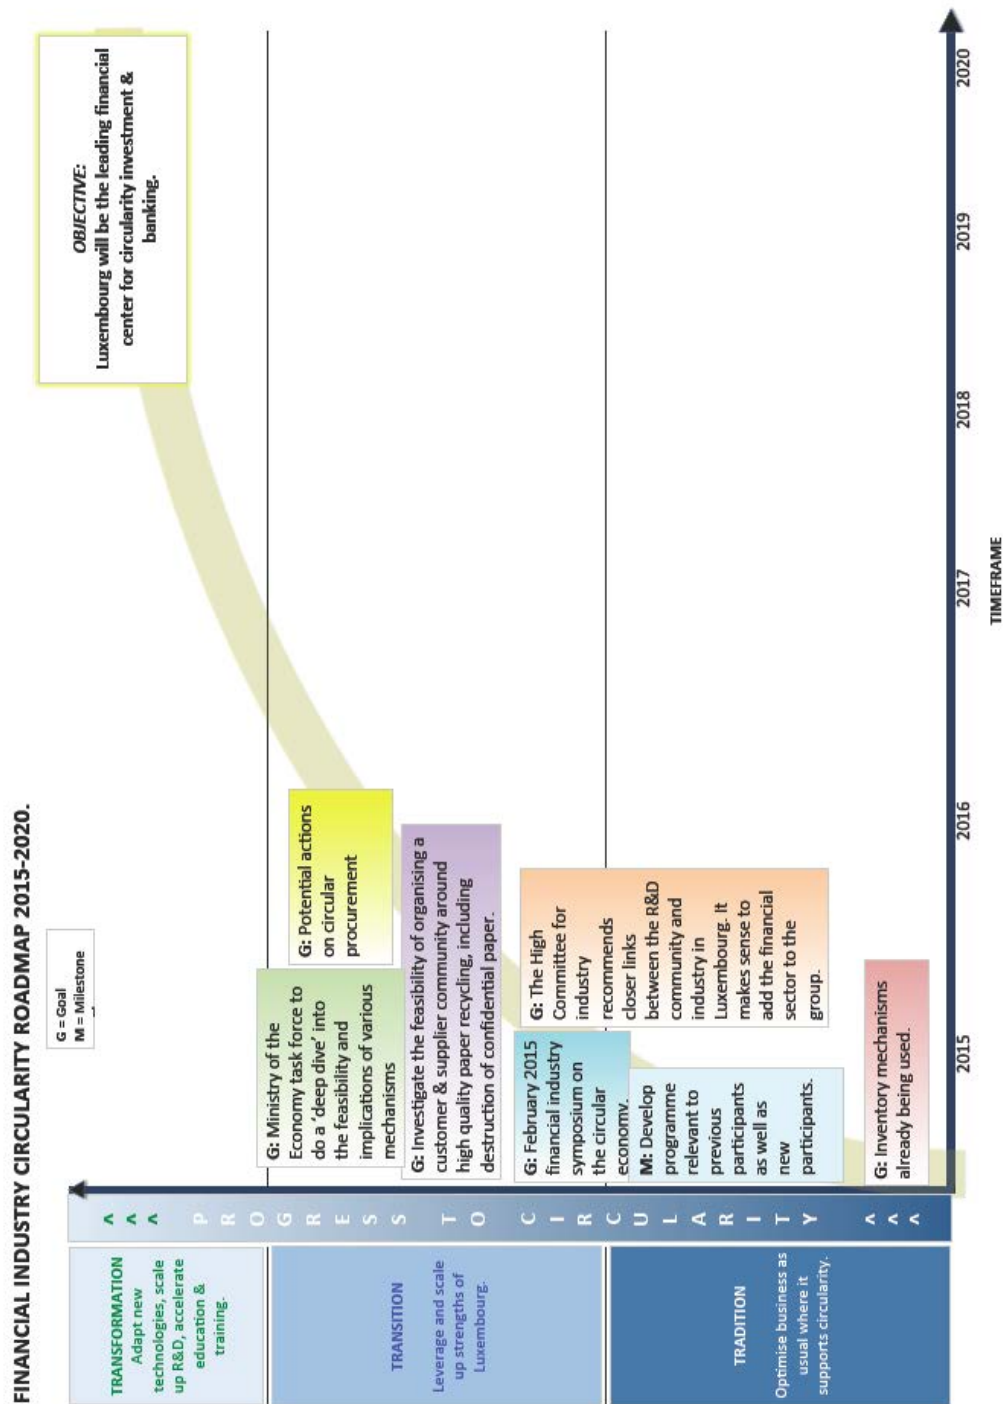 FINANCIAL INDUSTRY CIRCULARITY ROADMAP 2015-2020.
G = Goal
M = Milestone
OBJECTIVE:
Luxembourg will be the leading financial
center for circularity investment &
banking.
TRANSFORMATION
Adapt new
technologies, scale
up R&D, accelerate
education &
training.
TRANSITION
Leverage and scale
up strengths of
Luxembourg.
TRADITION
Optimise business as
usual where it
supports circularity.
PROGRESS TO CIRCULARITY
G: Ministry of the
Economy task force to
do a 'deep dive' into
the feasibility and
implications of various
mechanisms
G: Potential actions
on circular
procurement
G: Investigate the feasibility of organising a
customer & supplier community around
high quality paper recycling, including
destruction of confidential paper.
G: February 2015
financial industry
symposium on
the circular
economy.
M: Develop
programme
relevant to
previous
participants
as well as
new
participants.
G: The High
Committee for
industry
recommends
closer links
between the R&D
community and
industry in
Luxembourg. It
makes sense to
add the financial
sector to the
group.
G: Inventory mechanisms
already being used.
2015
2016
2017
2018
2019
2020
TIMEFRAME